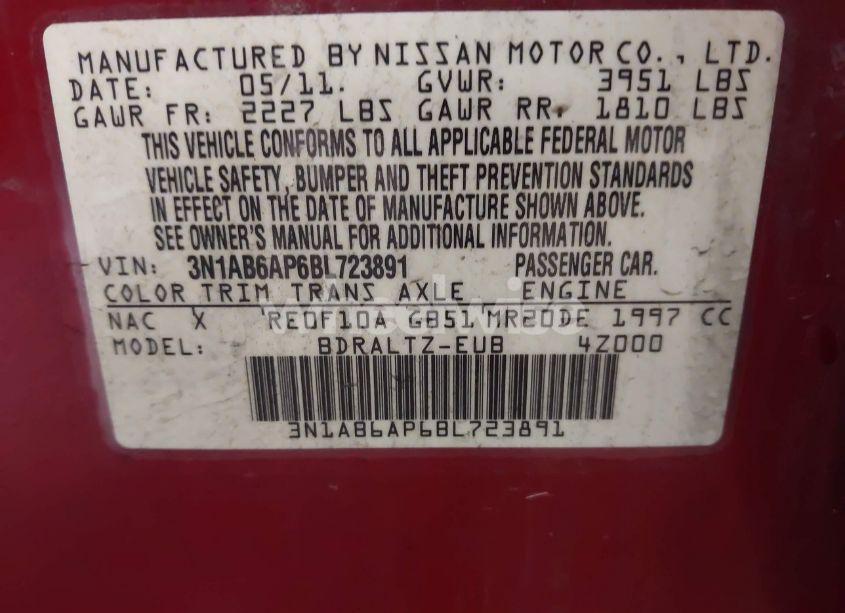 MANUFACTURED BY NISSAN MOTOR CO., LTD.
DATE: 05/11. GVWR: 3951 LBS
GAWR FR: 2227 LBS GAWR RR, 1810 LBS
THIS VEHICLE CONFORMS TO ALL APPLICABLE FEDERAL MOTOR
VEHICLE SAFETY, BUMPER AND THEFT PREVENTION STANDARDS
IN EFFECT ON THE DATE OF MANUFACTURE SHOWN ABOVE.
SEE OWNER'S MANUAL FOR ADDITIONAL INFORMATION
VIN: 3N1AB6AP6BL723891 PASSENGER CAR.
COLOR TRIM TRANS AXLE ENGINE
NAC X RE0F10A GB51 MR20DE 1997 CC
MODEL: BDRALTZ-EUB 4Z000
3N1AB6AP6BL723891